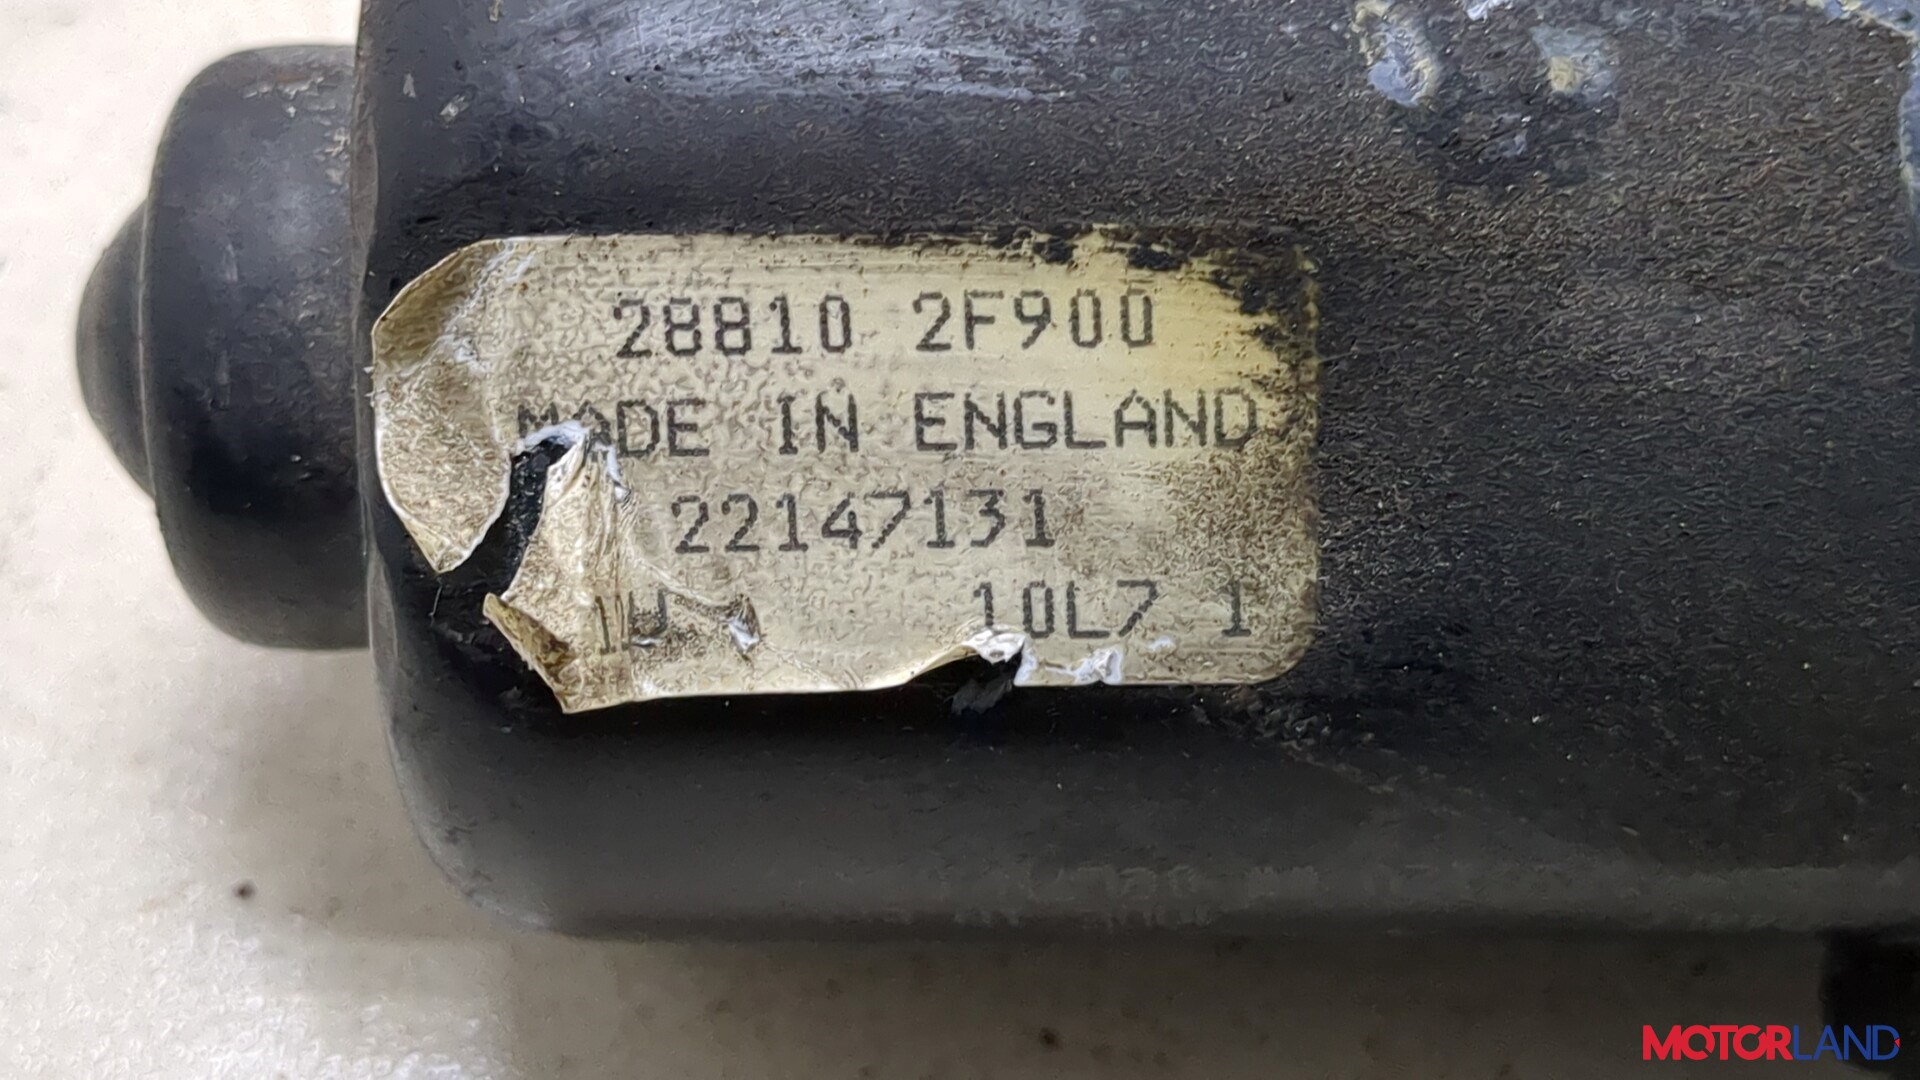 28810 2F900
MADE IN ENGLAND
22147131
10L7 1
MOTORLAND